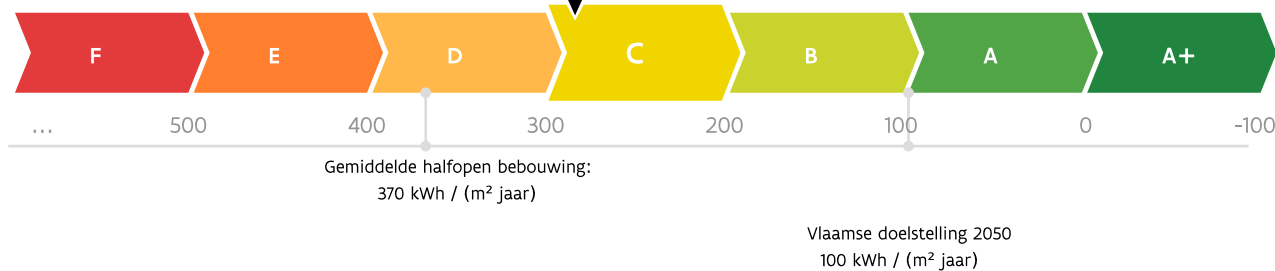 F E D C B A A+
... 500 400 300 200 100 0 -100
Gemiddelde halfopen bebouwing:
370 kWh / (m² jaar)
Vlaamse doelstelling 2050
100 kWh / (m² jaar)